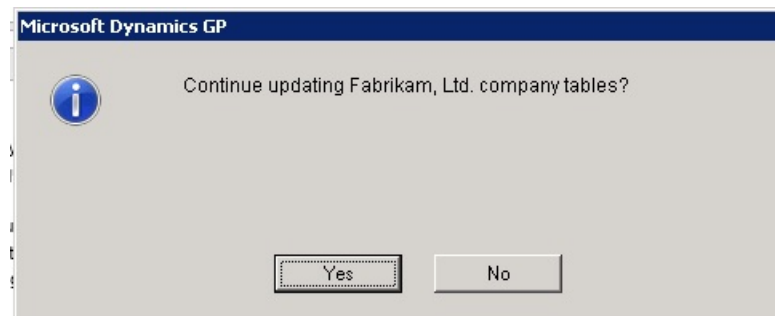 Microsoft Dynamics GP
Continue updating Fabrikam, Ltd. company tables?
Yes
No